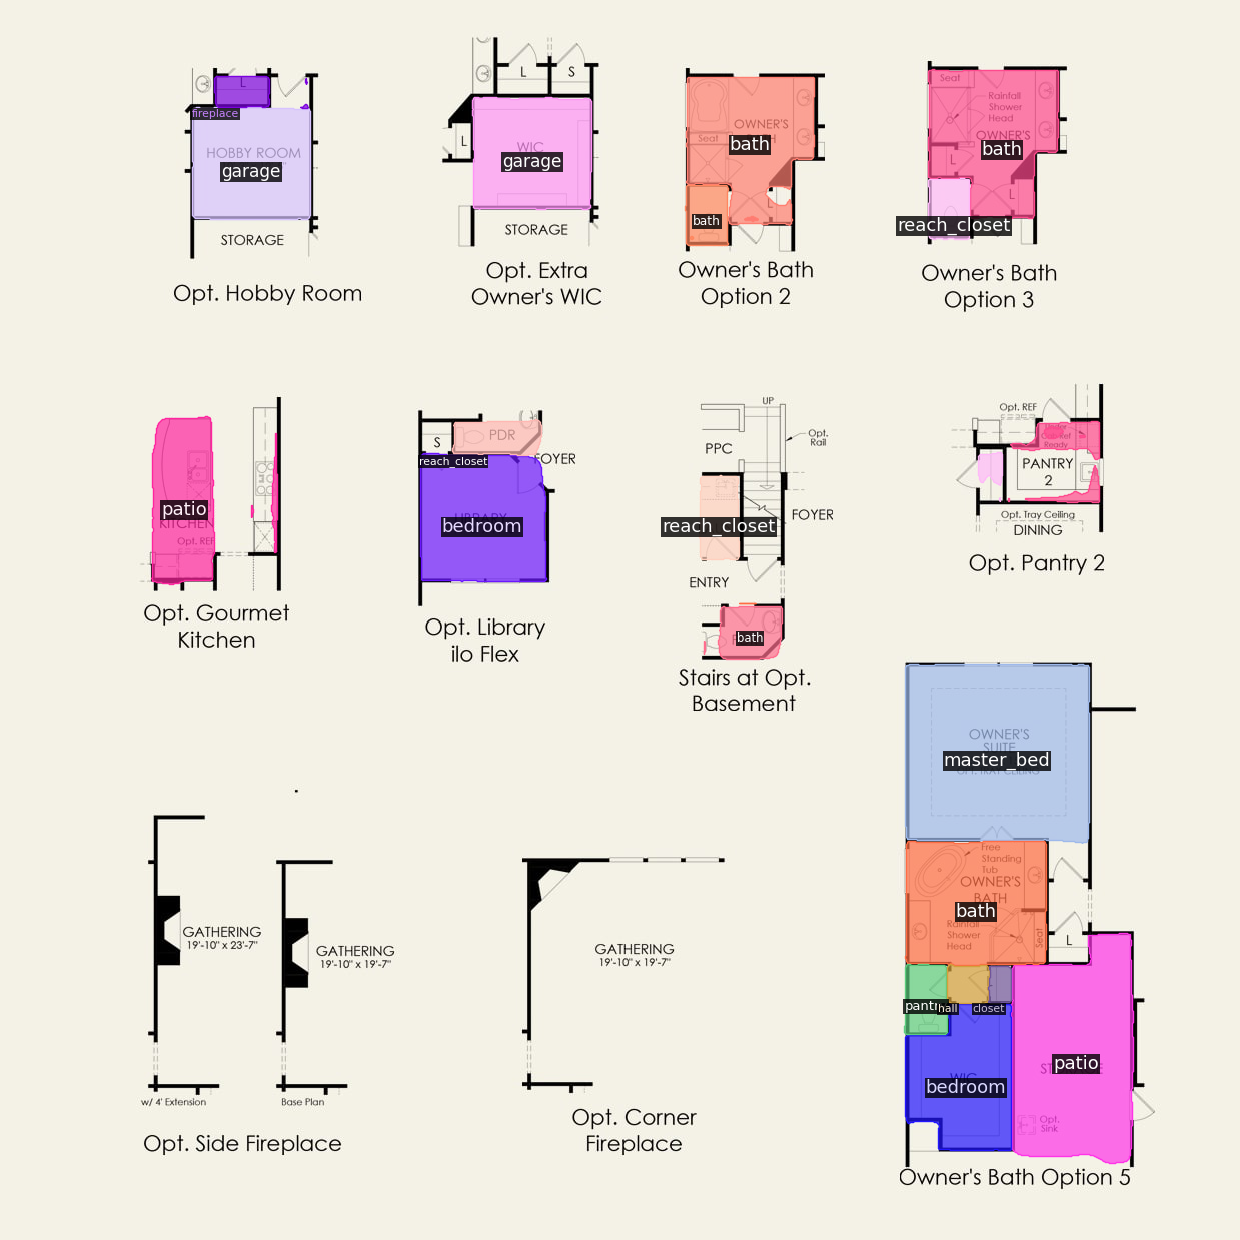 L
fireplace
HOBBY ROOM
garage
STORAGE
Opt. Hobby Room
L
S
L
WIC
garage
STORAGE
Opt. Extra
Owner's WIC
OWNER'S
Seat
bath
L
bath
Owner's Bath
Option 2
Seat
Rainfall
Shower
Head
OWNER'S
bath
L
L
reach_closet
Owner's Bath
Option 3
patio
KITCHEN
Opt. REF
Opt. Gourmet
Kitchen
S
PDR
reach_closet
FOYER
LIBRARY
bedroom
Opt. Library
ilo Flex
UP
Opt.
Rail
PPC
reach_closet
FOYER
ENTRY
bath
Stairs at Opt.
Basement
Opt. REF
Ready
PANTRY
2
Opt. Tray Ceiling
DINING
Opt. Pantry 2
GATHERING
19'-10" x 23'-7"
w/ 4' Extension
GATHERING
19'-10" x 19'-7"
Base Plan
Opt. Side Fireplace
GATHERING
19'-10" x 19'-7"
Opt. Corner
Fireplace
OWNER'S
SUITE
master_bed
OPT. TRAY CEILING
Free
Standing
Tub
OWNER'S
BATH
bath
Rainfall
Shower
Head
Seat
L
hall
closet
WIC
bedroom
patio
Opt.
Sink
Owner's Bath Option 5